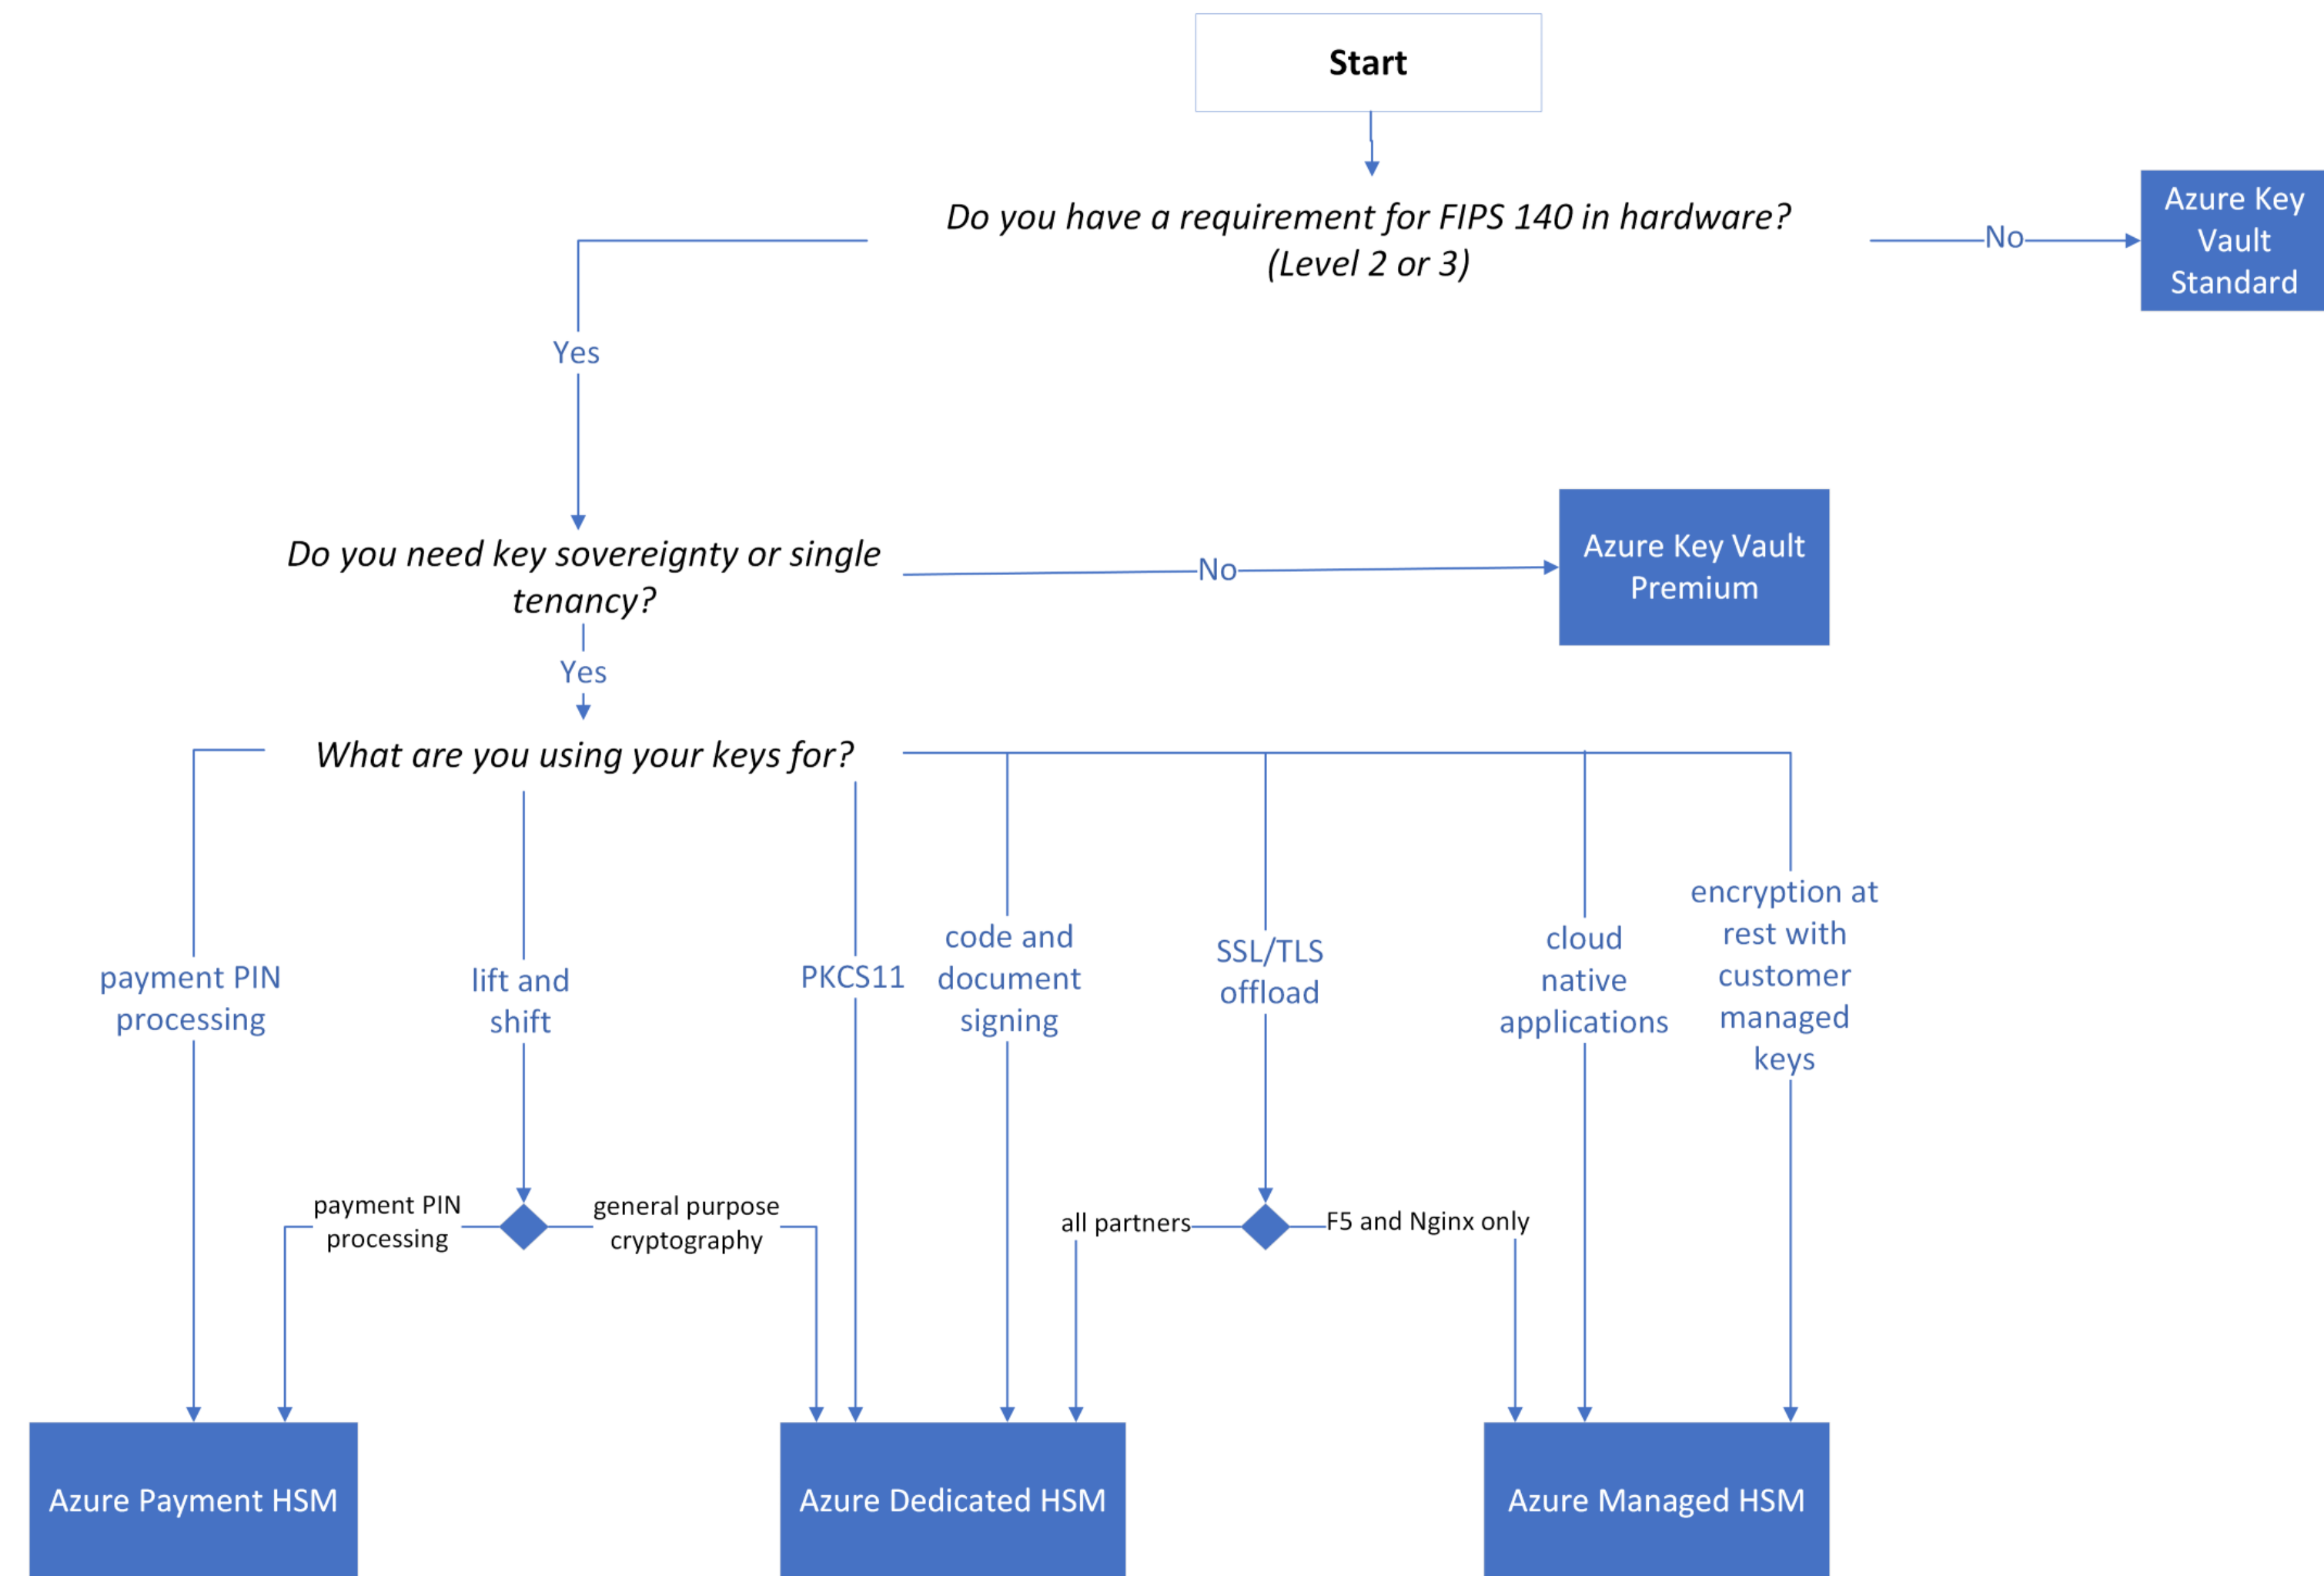 Start
Do you have a requirement for FIPS 140 in hardware?
(Level 2 or 3)
No
Azure Key
Vault
Standard
Yes
Do you need key sovereignty or single
tenancy?
No
Azure Key Vault
Premium
Yes
What are you using your keys for?
payment PIN
processing
lift and
shift
PKCS11
code and
document
signing
SSL/TLS
offload
cloud
native
applications
encryption at
rest with
customer
managed
keys
payment PIN
processing
general purpose
cryptography
all partners
F5 and Nginx only
Azure Payment HSM
Azure Dedicated HSM
Azure Managed HSM